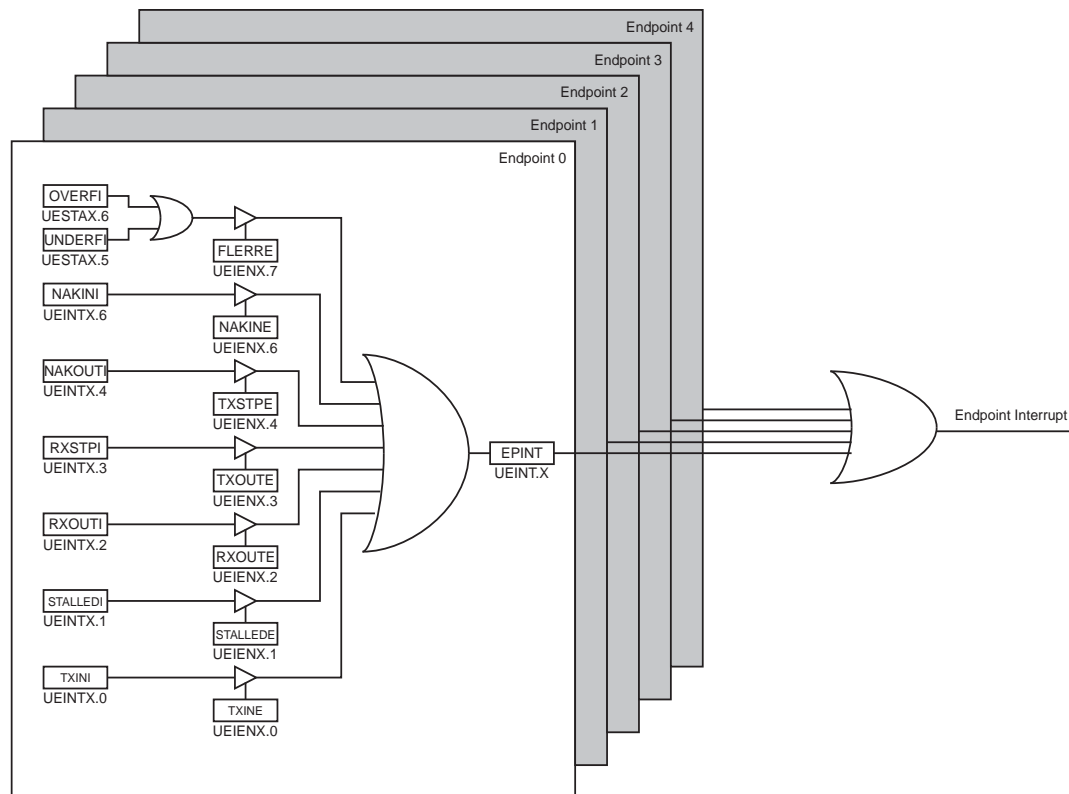 Endpoint 4
Endpoint 3
Endpoint 2
Endpoint 1
Endpoint 0
OVERFI
UESTAX.6
UNDERFI
UESTAX.5
FLERRE
UEIENX.7
NAKINI
UEINTX.6
NAKINE
UEIENX.6
NAKOUTI
UEINTX.4
TXSTPE
UEIENX.4
RXSTPI
UEINTX.3
TXOUTE
UEIENX.3
RXOUTI
UEINTX.2
RXOUTE
UEIENX.2
STALLEDI
UEINTX.1
STALLEDE
UEIENX.1
TXINI
UEINTX.0
TXINE
UEIENX.0
EPINT
UEINT.X
Endpoint Interrupt